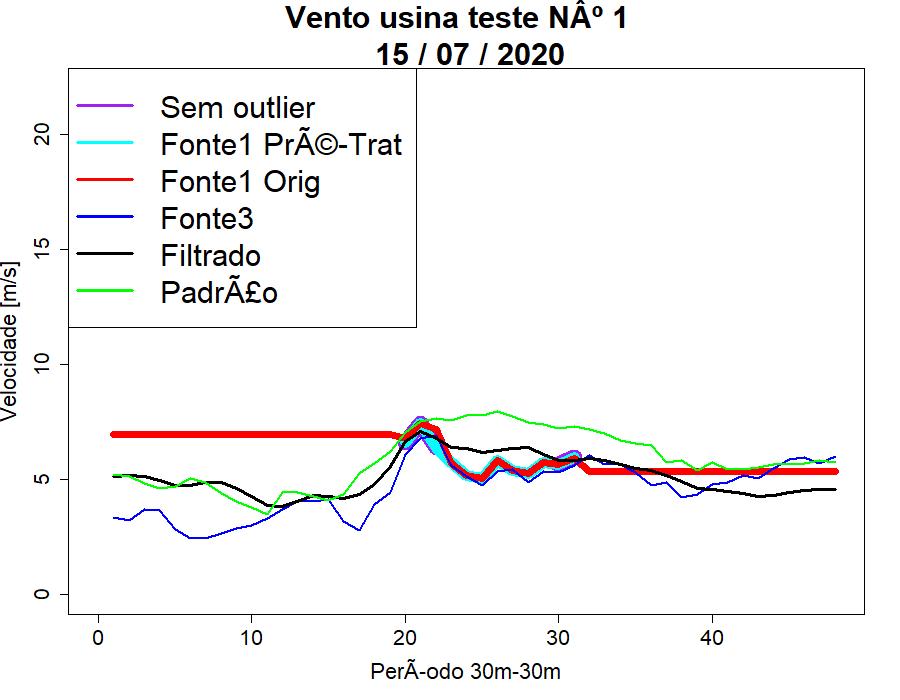 Vento usina teste NÂº 1
15 / 07 / 2020
Sem outlier
Fonte1 PrÃ©-Trat
Fonte1 Orig
Fonte3
Filtrado
PadrÃ£o
Velocidade [m/s]
20
15
10
5
0
0 10 20 30 40
PerÃ-odo 30m-30m